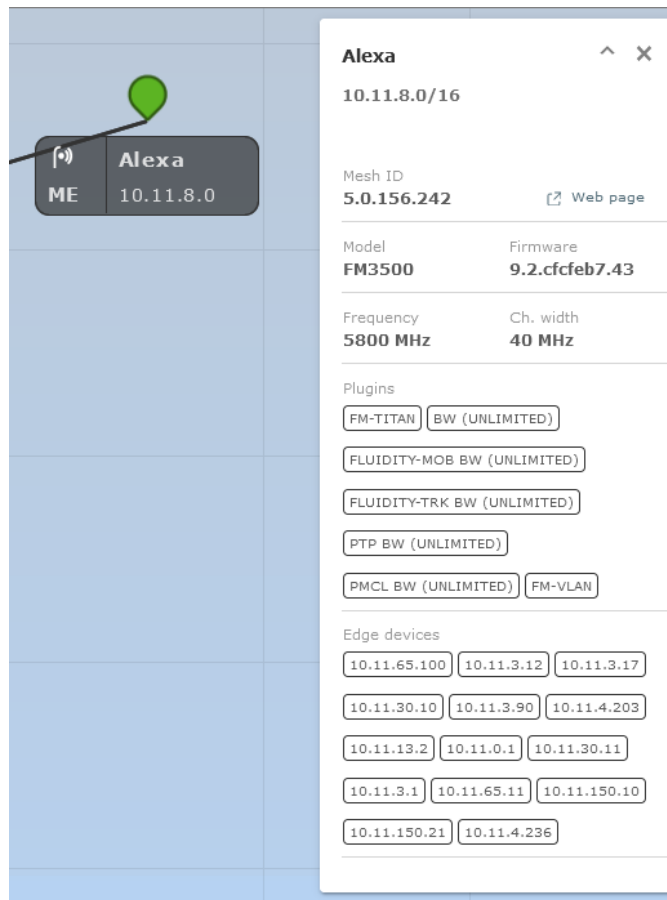 Alexa
ME 10.11.8.0
Alexa
10.11.8.0/16
Mesh ID
5.0.156.242 Web page
Model Firmware
FM3500 9.2.cfcfeb7.43
Frequency Ch. width
5800 MHz 40 MHz
Plugins
FM-TITAN BW (UNLIMITED)
FLUIDITY-MOB BW (UNLIMITED)
FLUIDITY-TRK BW (UNLIMITED)
PTP BW (UNLIMITED)
PMCL BW (UNLIMITED) FM-VLAN
Edge devices
10.11.65.100 10.11.3.12 10.11.3.17
10.11.30.10 10.11.3.90 10.11.4.203
10.11.13.2 10.11.0.1 10.11.30.11
10.11.3.1 10.11.65.11 10.11.150.10
10.11.150.21 10.11.4.236